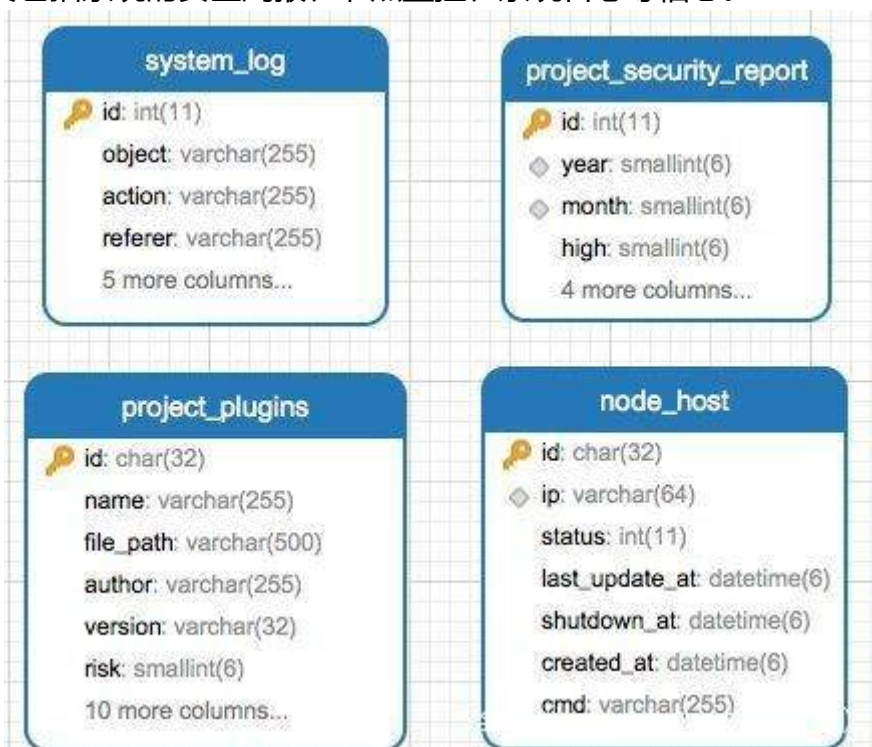 system_log
id: int(11)
object: varchar(255)
action: varchar(255)
referer: varchar(255)
5 more columns...
project_security_report
id: int(11)
year: smallint(6)
month: smallint(6)
high: smallint(6)
4 more columns...
project_plugins
id: char(32)
name: varchar(255)
file_path: varchar(500)
author: varchar(255)
version: varchar(32)
risk: smallint(6)
10 more columns...
node_host
id: char(32)
ip: varchar(64)
status: int(11)
last_update_at: datetime(6)
shutdown_at: datetime(6)
created_at: datetime(6)
cmd: varchar(255)